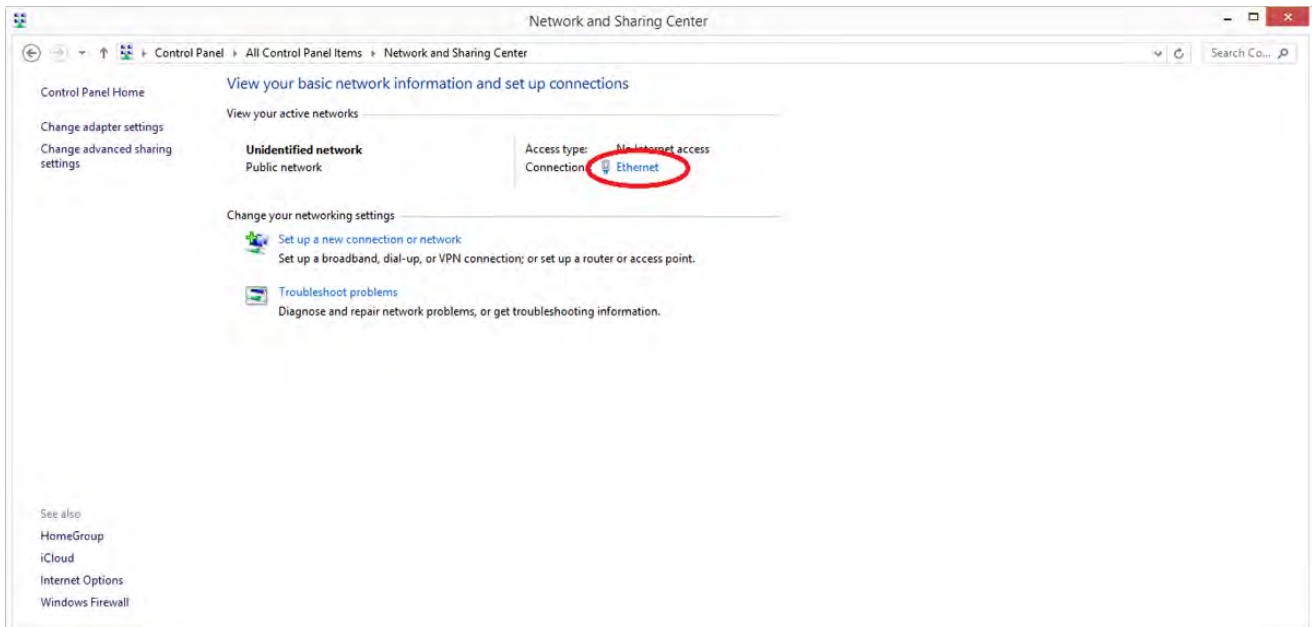 Network and Sharing Center
Control Panel
All Control Panel Items
Network and Sharing Center
Search Co...
Control Panel Home
Change adapter settings
Change advanced sharing
settings
View your basic network information and set up connections
View your active networks
Unidentified network
Public network
Access type: No Internet access
Connection: Ethernet
Change your networking settings
Set up a new connection or network
Set up a broadband, dial-up, or VPN connection; or set up a router or access point.
Troubleshoot problems
Diagnose and repair network problems, or get troubleshooting information.
See also
HomeGroup
iCloud
Internet Options
Windows Firewall